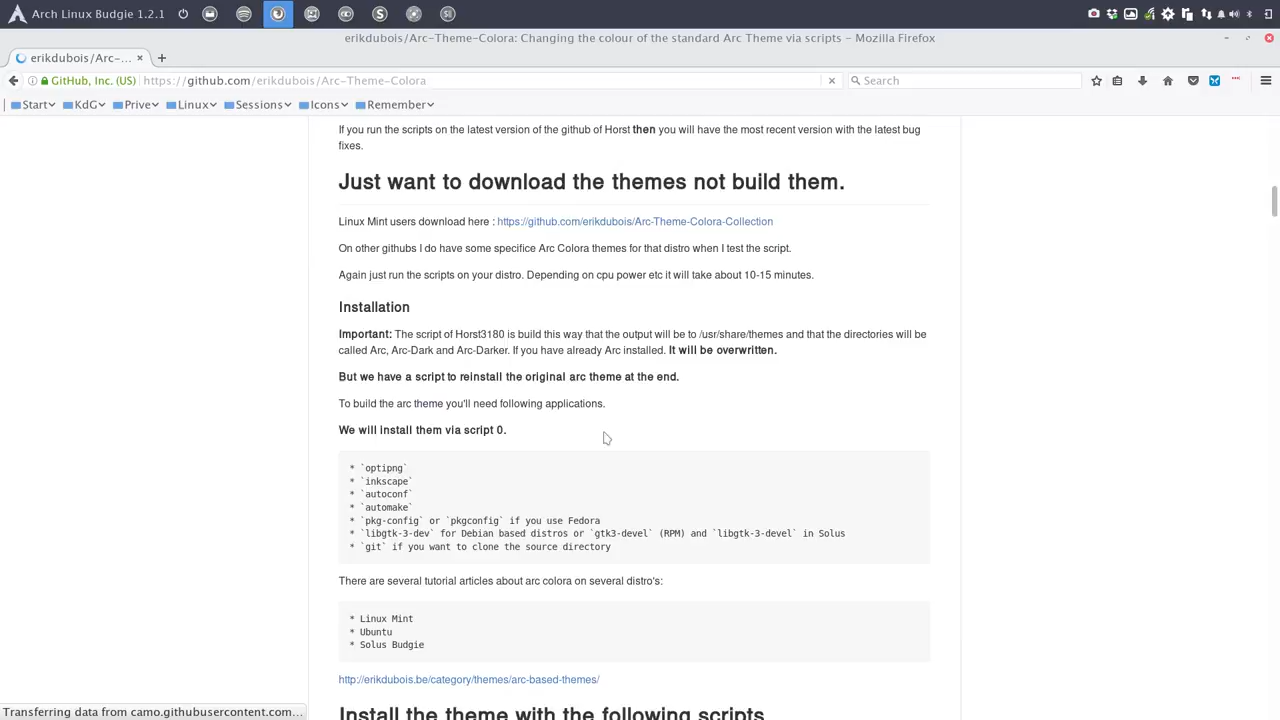 Arch Linux Budgie 1.2.1
erikdubois/Arc-Theme-Colora: Changing the colour of the standard Arc Theme via scripts – Mozilla Firefox
erikdubois/Arc-... × +
GitHub, Inc. (US) https://github.com/erikdubois/Arc-Theme-Colora Search
Start KdG Prive Linux Sessions Icons Remember
If you run the scripts on the latest version of the github of Horst then you will have the most recent version with the latest bug
fixes.
Just want to download the themes not build them.
Linux Mint users download here : https://github.com/erikdubois/Arc-Theme-Colora-Collection
On other githubs I do have some specifice Arc Colora themes for that distro when I test the script.
Again just run the scripts on your distro. Depending on cpu power etc it will take about 10-15 minutes.
Installation
Important: The script of Horst3180 is build this way that the output will be to /usr/share/themes and that the directories will be
called Arc, Arc-Dark and Arc-Darker. If you have already Arc installed. It will be overwritten.
But we have a script to reinstall the original arc theme at the end.
To build the arc theme you'll need following applications.
We will install them via script 0.
* `optipng`
* `inkscape`
* `autoconf`
* `automake`
* `pkg-config` or `pkgconfig` if you use Fedora
* `libgtk-3-dev` for Debian based distros or `gtk3-devel` (RPM) and `libgtk-3-devel` in Solus
* `git` if you want to clone the source directory
There are several tutorial articles about arc colora on several distro's:
* Linux Mint
* Ubuntu
* Solus Budgie
http://erikdubois.be/category/themes/arc-based-themes/
Install the theme with the following scripts
Transferring data from camo.githubusercontent.com...